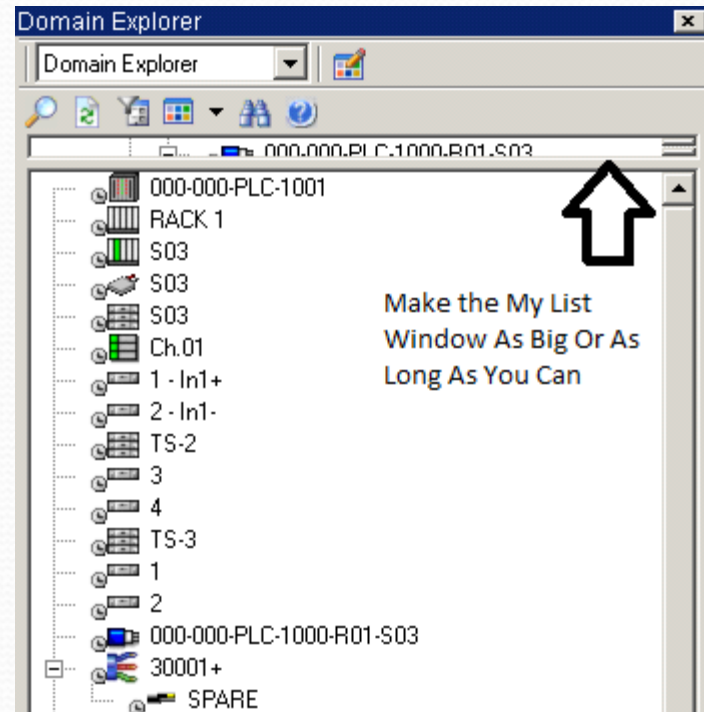 Domain Explorer
Domain Explorer
000-000-PLC-1000-R01-S03
000-000-PLC-1001
RACK 1
S03
S03
S03
Ch.01
1 - In1+
2 - In1-
TS-2
3
4
TS-3
1
2
000-000-PLC-1000-R01-S03
30001+
SPARE
Make the My List
Window As Big Or As
Long As You Can